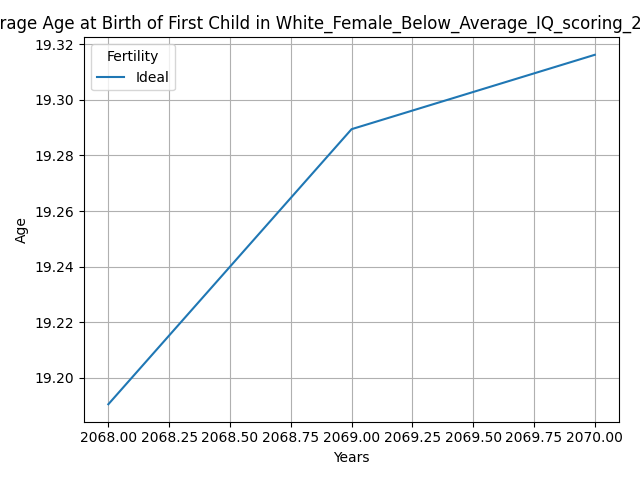 rage Age at Birth of First Child in White_Female_Below_Average_IQ_scoring_2
Fertility
Ideal
19.32
19.30
19.28
19.26
19.24
19.22
19.20
Age
2068.00 2068.25 2068.50 2068.75 2069.00 2069.25 2069.50 2069.75 2070.00
Years